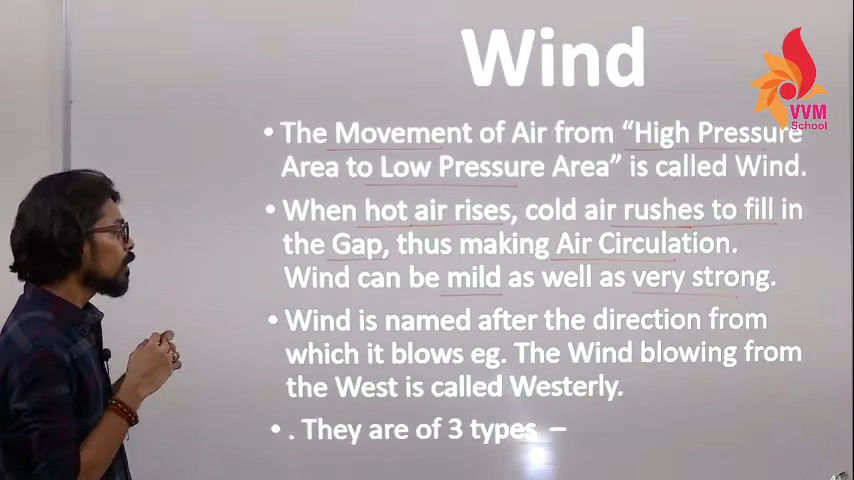 Wind
VVM
School
• The Movement of Air from “High Pressure
Area to Low Pressure Area” is called Wind.
• When hot air rises, cold air rushes to fill in
the Gap, thus making Air Circulation.
Wind can be mild as well as very strong.
• Wind is named after the direction from
which it blows eg. The Wind blowing from
the West is called Westerly.
• . They are of 3 types –